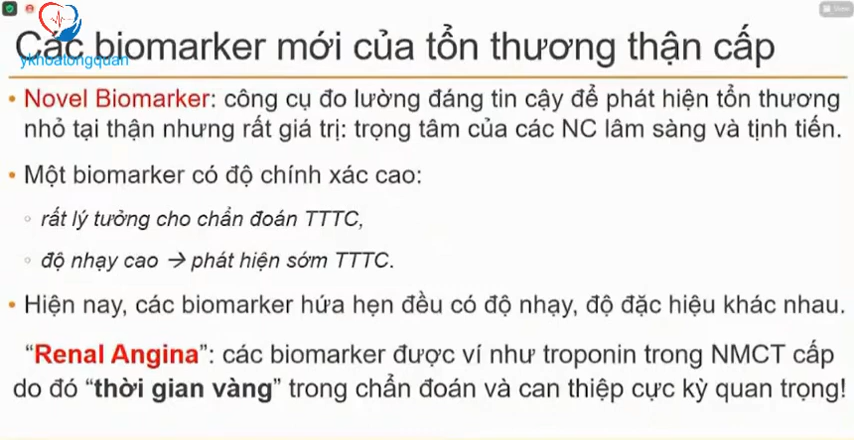 Các biomarker mới của tổn thương thận cấp
ykhoatongquan
• Novel Biomarker: công cụ đo lường đáng tin cậy để phát hiện tổn thương
nhỏ tại thận nhưng rất giá trị: trọng tâm của các NC lâm sàng và tịnh tiến.
• Một biomarker có độ chính xác cao:
◦ rất lý tưởng cho chẩn đoán TTTC,
◦ độ nhạy cao → phát hiện sớm TTTC.
• Hiện nay, các biomarker hứa hẹn đều có độ nhạy, độ đặc hiệu khác nhau.
“Renal Angina”: các biomarker được ví như troponin trong NMCT cấp
do đó “thời gian vàng” trong chẩn đoán và can thiệp cực kỳ quan trọng!